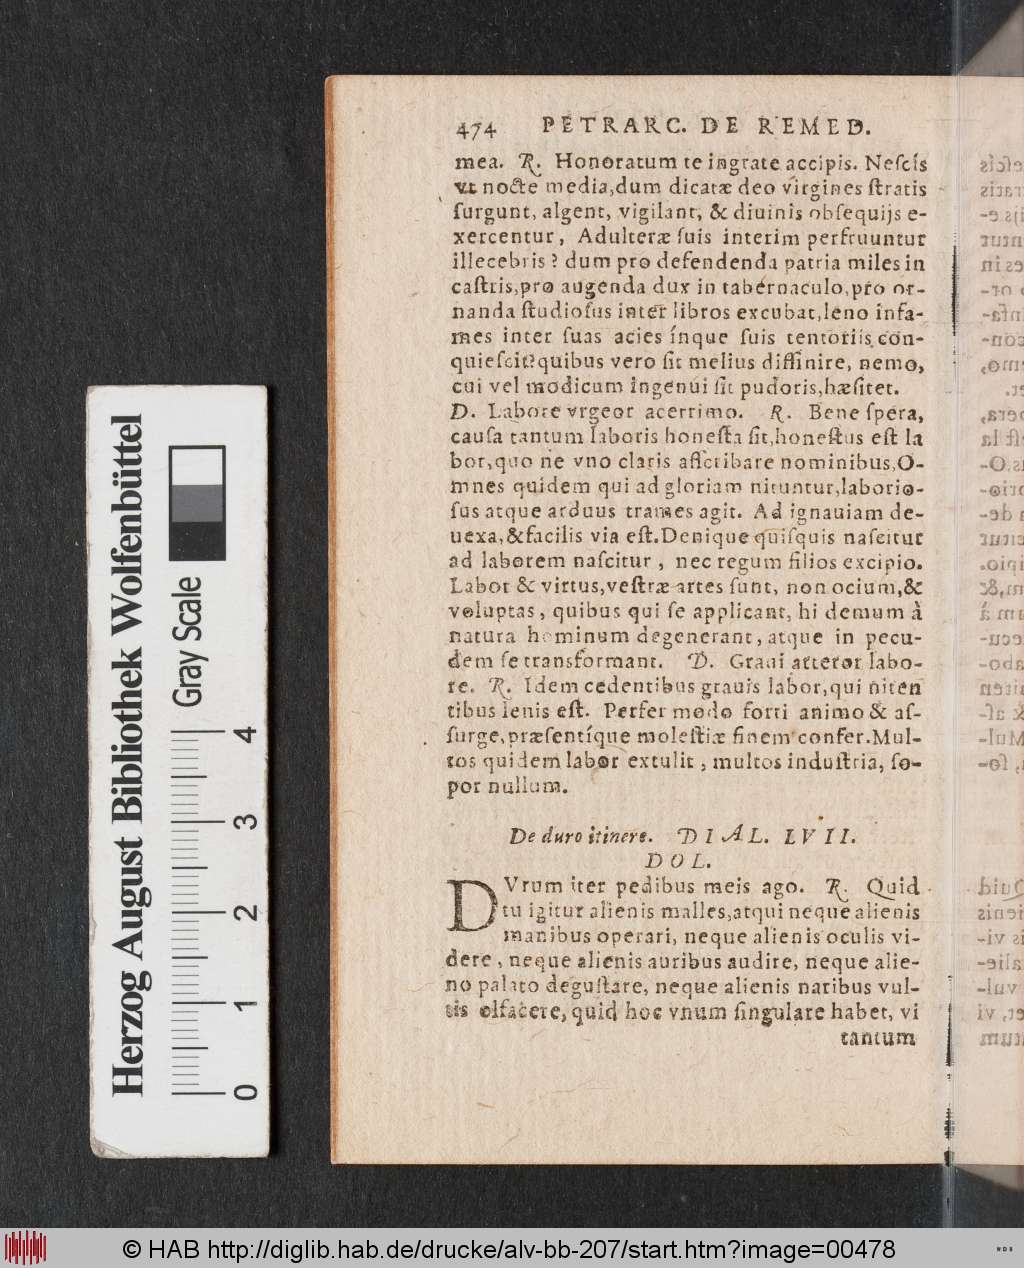 474 PETRARC. DE REMED.
mea. R. Honoratum te ingrate accipis. Neſcis
vt nocte media,dum dicatæ deo virgines ſtratis
ſurgunt, algent, vigilant, & diuinis obſequijs e-
xercentur, Adulteræ ſuis interim perfruuntur
illecebris? dum pro defendenda patria miles in
caſtris,pro augenda dux in tabernaculo,pro or-
nanda ſtudioſus inter libros excubat,leno infa-
mes inter ſuas acies ínque ſuis tentoriis con-
quieſcit?quibus vero ſit melius diffinire, nemo,
cui vel modicum ingenui ſit pudoris,hæſitet.
D. Labore vrgeor acerrimo. R. Bene ſpera,
cauſa tantum laboris honeſta ſit,honeſtus eſt la
bor,quo ne vno claris aſſcribare nominibus,O-
mnes quidem qui ad gloriam nituntur,laborio-
ſus atque arduus trames agit. Ad ignauiam de-
uexa,&facilis via eſt.Denique quiſquis naſcitur
ad laborem naſcitur, nec regum filios excipio.
Labor & virtus,veſtræ artes ſunt, non ocium,&
voluptas, quibus qui ſe applicant, hi demum à
natura hominum degenerant, atque in pecu-
dem ſe transformant. D. Graui atteror labo-
re. R. Idem cedentibus grauis labor,qui niten
tibus lenis eſt. Perfer modo forti animo & aſ-
ſurge,præſentíque moleſtiæ finem confer.Mul-
tos quidem labor extulit, multos induſtria, ſo-
por nullum.
De duro itinere. DIAL. LVII.
DOL.
DVrum iter pedibus meis ago. R. Quid
tu igitur alienis malles,atqui neque alienis
manibus operari, neque alienis oculis vi-
dere, neque alienis auribus audire, neque alie-
no palato deguſtare, neque alienis naribus vul-
tis olfacere, quid hoc vnum ſingulare habet, vi
tantum
Herzog August Bibliothek Wolfenbüttel
Gray Scale
0 1 2 3 4
© HAB http://diglib.hab.de/drucke/alv-bb-207/start.htm?image=00478